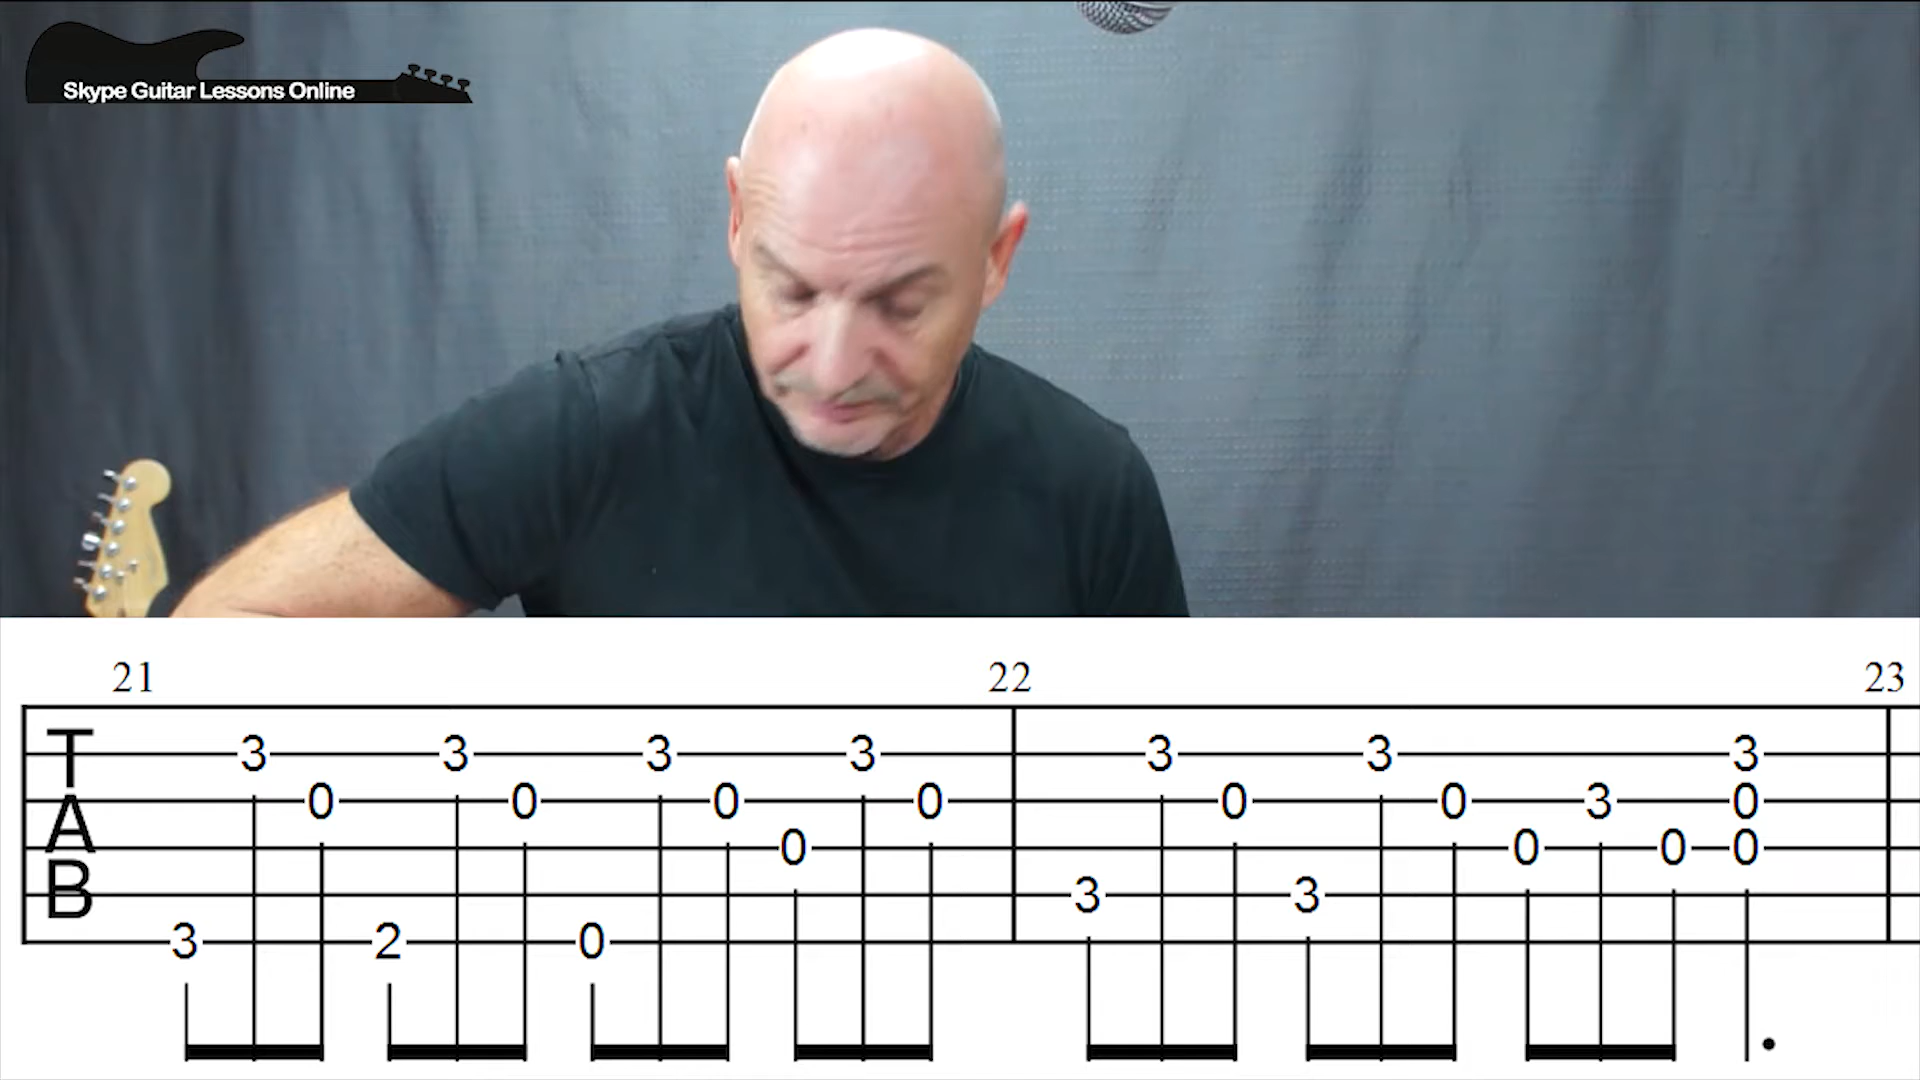 Skype Guitar Lessons Online
21 22 23
T 3 3 3 3 3 3 3
A 0 0 0 0 0 0 3 0
0 0 0 0
B 3 3
3 2 0